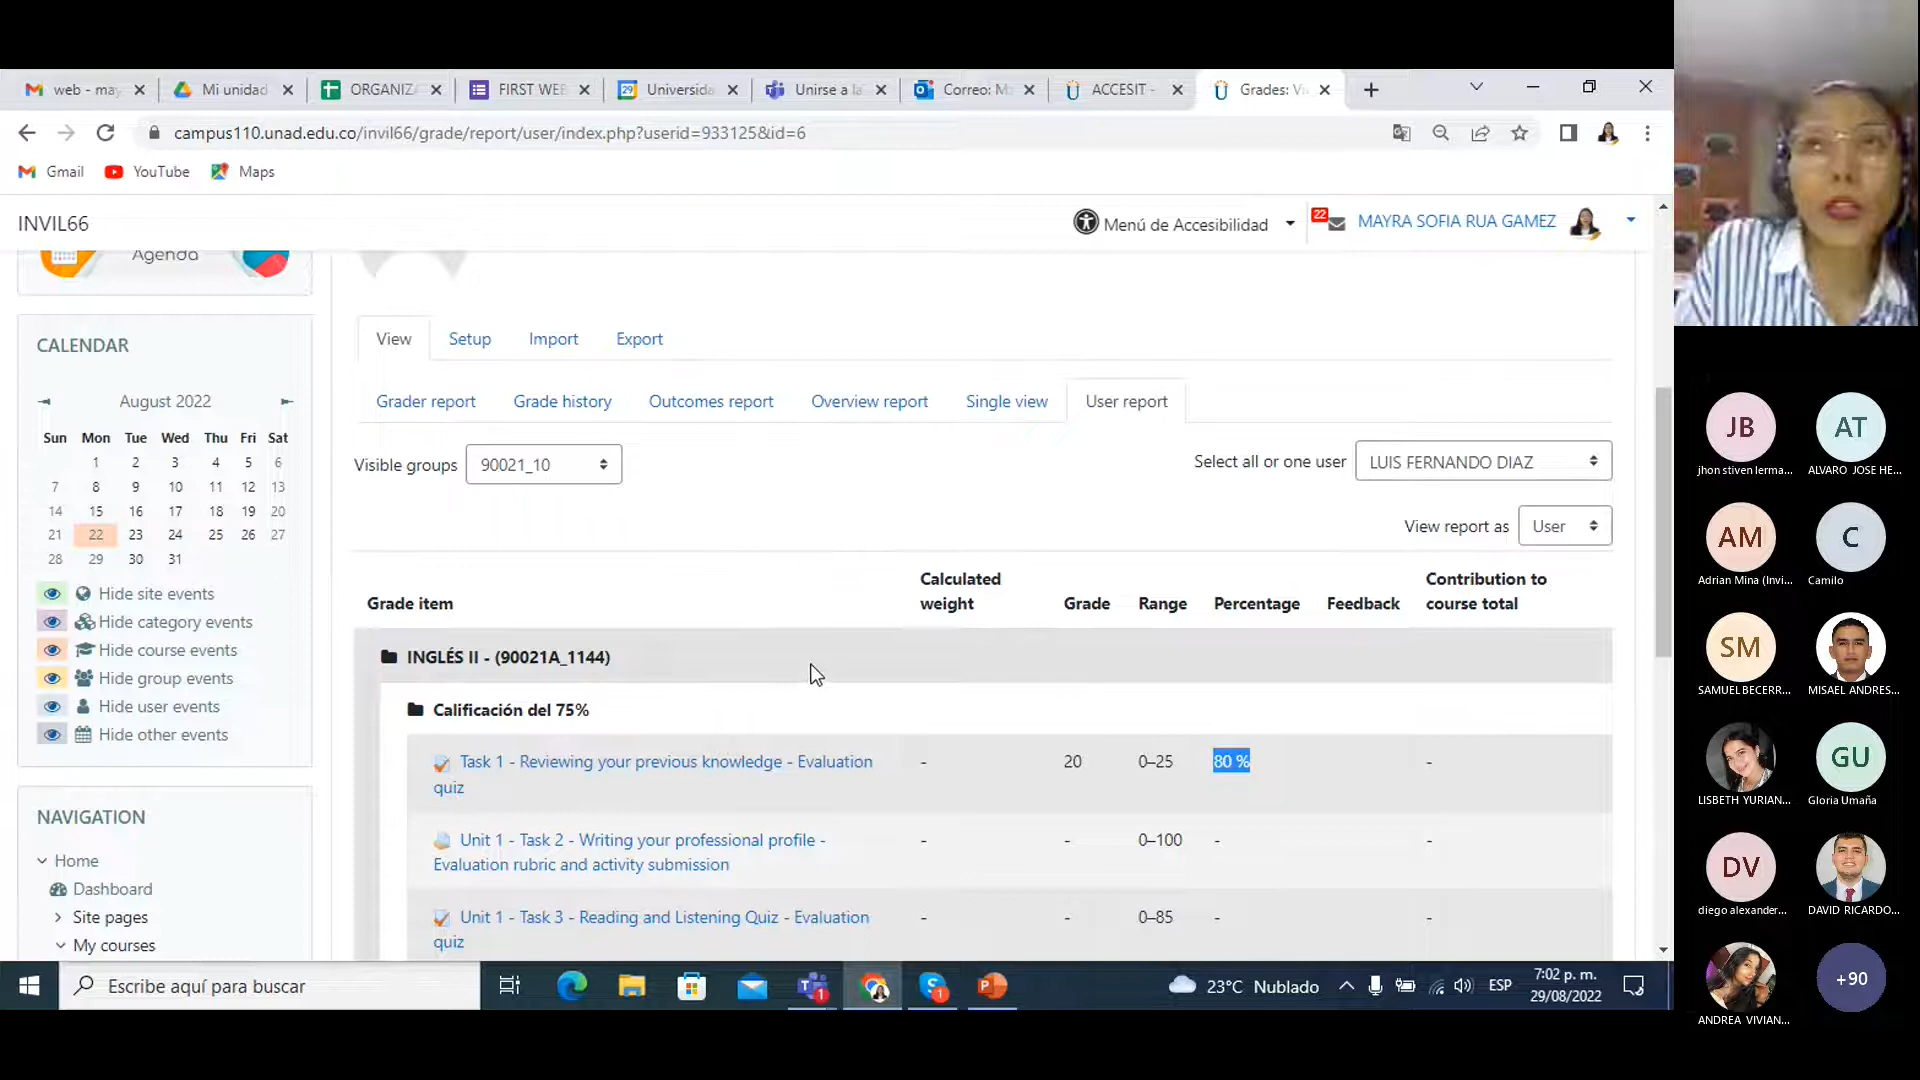 web - may
Mi unidad
ORGANIZA
FIRST WEB
Universida
Unirse a la
Correo: M
ACCESIT -
Grades: Vi
campus110.unad.edu.co/invil66/grade/report/user/index.php?userid=933125&id=6
Gmail
YouTube
Maps
INVIL66
Menú de Accesibilidad
22
MAYRA SOFIA RUA GAMEZ
Agenda
CALENDAR
August 2022
Sun Mon Tue Wed Thu Fri Sat
1 2 3 4 5 6
7 8 9 10 11 12 13
14 15 16 17 18 19 20
21 22 23 24 25 26 27
28 29 30 31
Hide site events
Hide category events
Hide course events
Hide group events
Hide user events
Hide other events
NAVIGATION
Home
Dashboard
Site pages
My courses
View
Setup
Import
Export
Grader report
Grade history
Outcomes report
Overview report
Single view
User report
Visible groups 90021_10
Select all or one user LUIS FERNANDO DIAZ
View report as User
Grade item
Calculated weight
Grade
Range
Percentage
Feedback
Contribution to course total
INGLÉS II - (90021A_1144)
Calificación del 75%
Task 1 - Reviewing your previous knowledge - Evaluation - 20 0–25 80 % -
quiz
Unit 1 - Task 2 - Writing your professional profile - - - 0–100 - -
Evaluation rubric and activity submission
Unit 1 - Task 3 - Reading and Listening Quiz - Evaluation - - 0–85 - -
quiz
Escribe aquí para buscar
1
1
23°C Nublado
ESP
7:02 p. m.
29/08/2022
JB
jhon stiven lerma...
AT
ALVARO JOSE HE...
AM
Adrian Mina (Invi...
C
Camilo
SM
SAMUEL BECERR...
MISAEL ANDRES...
LISBETH YURIAN...
GU
Gloria Umaña
DV
diego alexander...
DAVID RICARDO...
ANDREA VIVIAN...
+90